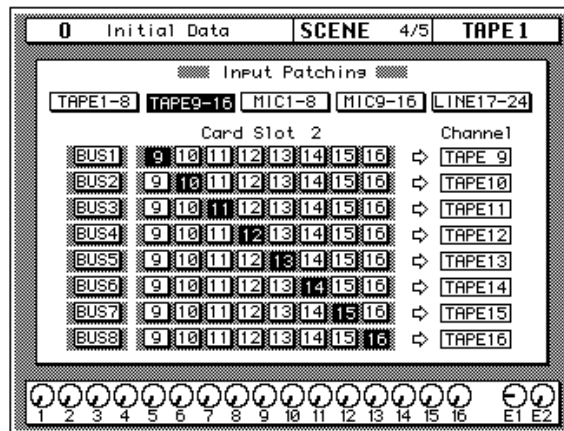 0 Initial Data SCENE 4/5 TAPE1
Input Patching
TAPE1-8 TAPE9-16 MIC1-8 MIC9-16 LINE17-24
Card Slot 2 Channel
BUS1 9 10 11 12 13 14 15 16 ⇨ TAPE 9
BUS2 9 10 11 12 13 14 15 16 ⇨ TAPE10
BUS3 9 10 11 12 13 14 15 16 ⇨ TAPE11
BUS4 9 10 11 12 13 14 15 16 ⇨ TAPE12
BUS5 9 10 11 12 13 14 15 16 ⇨ TAPE13
BUS6 9 10 11 12 13 14 15 16 ⇨ TAPE14
BUS7 9 10 11 12 13 14 15 16 ⇨ TAPE15
BUS8 9 10 11 12 13 14 15 16 ⇨ TAPE16
1 2 3 4 5 6 7 8 9 10 11 12 13 14 15 16 E1 E2